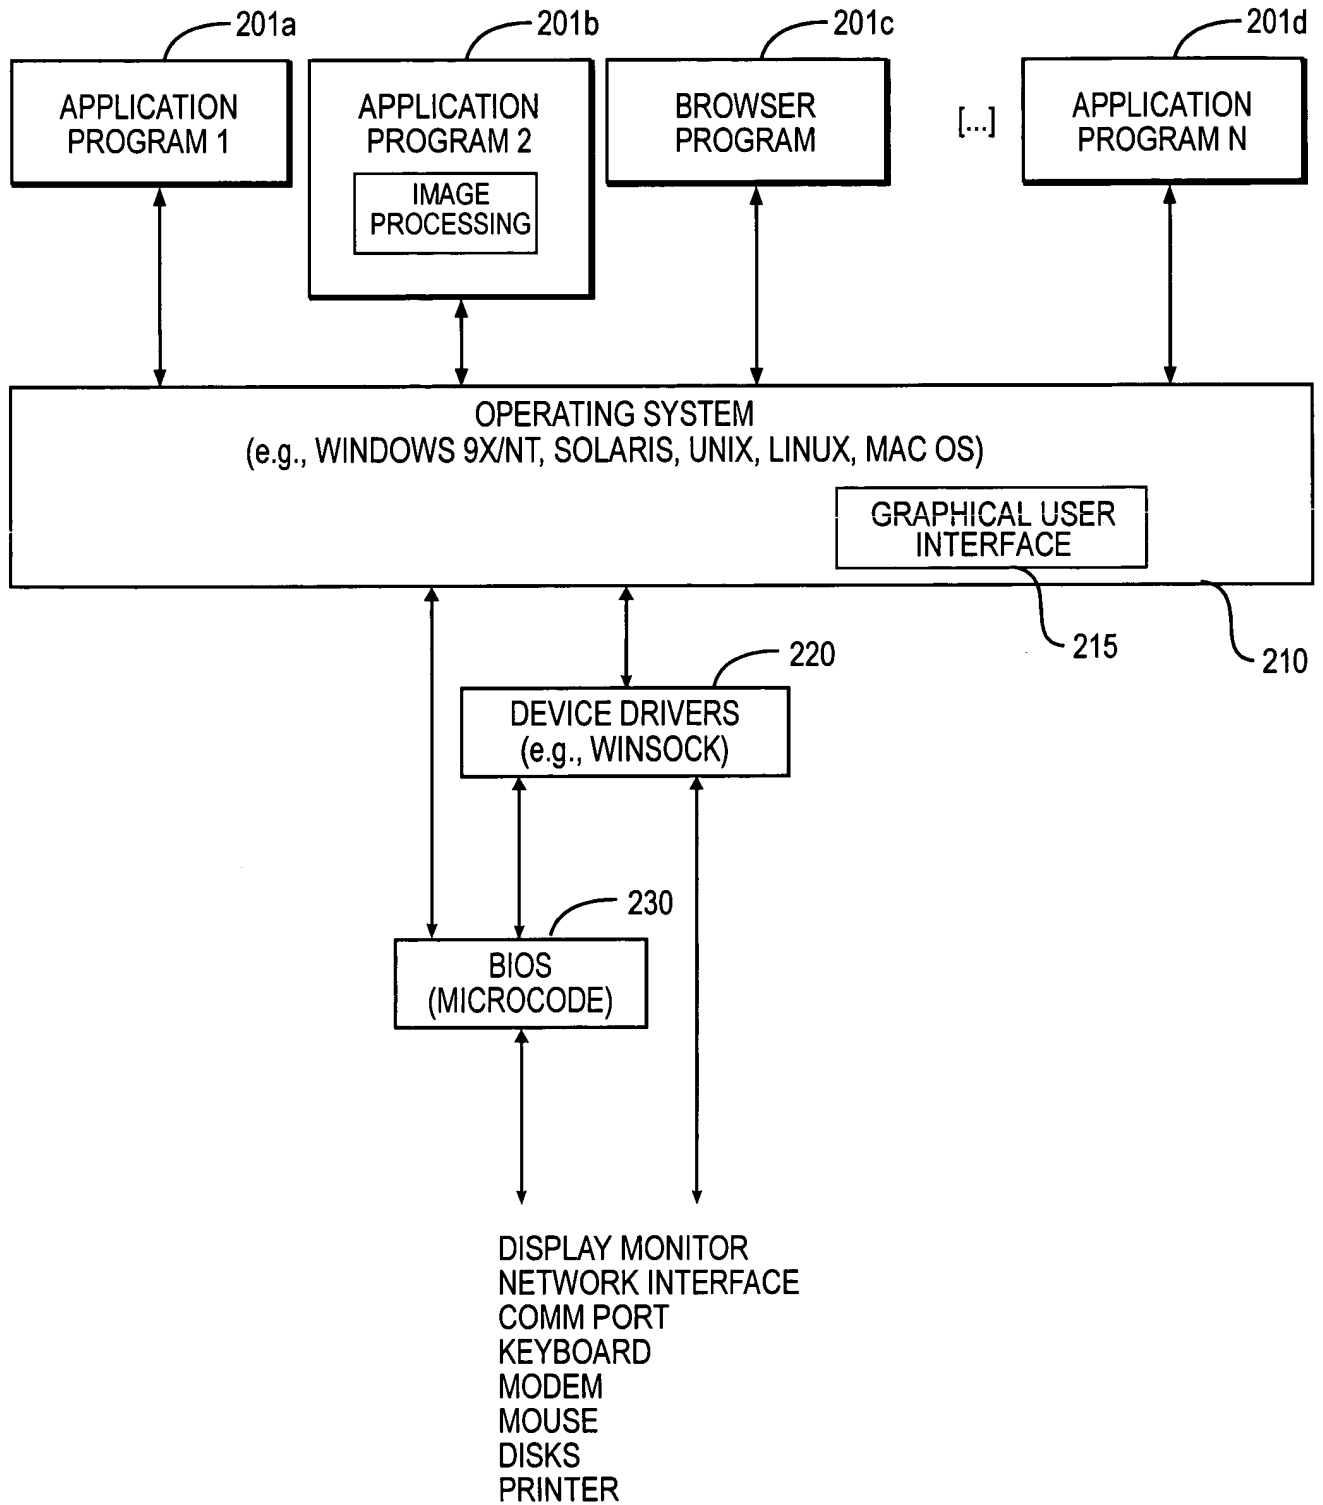 201a
201b
201c
201d
APPLICATION
PROGRAM 1
APPLICATION
PROGRAM 2
IMAGE
PROCESSING
BROWSER
PROGRAM
[...]
APPLICATION
PROGRAM N
OPERATING SYSTEM
(e.g., WINDOWS 9X/NT, SOLARIS, UNIX, LINUX, MAC OS)
GRAPHICAL USER
INTERFACE
215
210
220
DEVICE DRIVERS
(e.g., WINSOCK)
230
BIOS
(MICROCODE)
DISPLAY MONITOR
NETWORK INTERFACE
COMM PORT
KEYBOARD
MODEM
MOUSE
DISKS
PRINTER